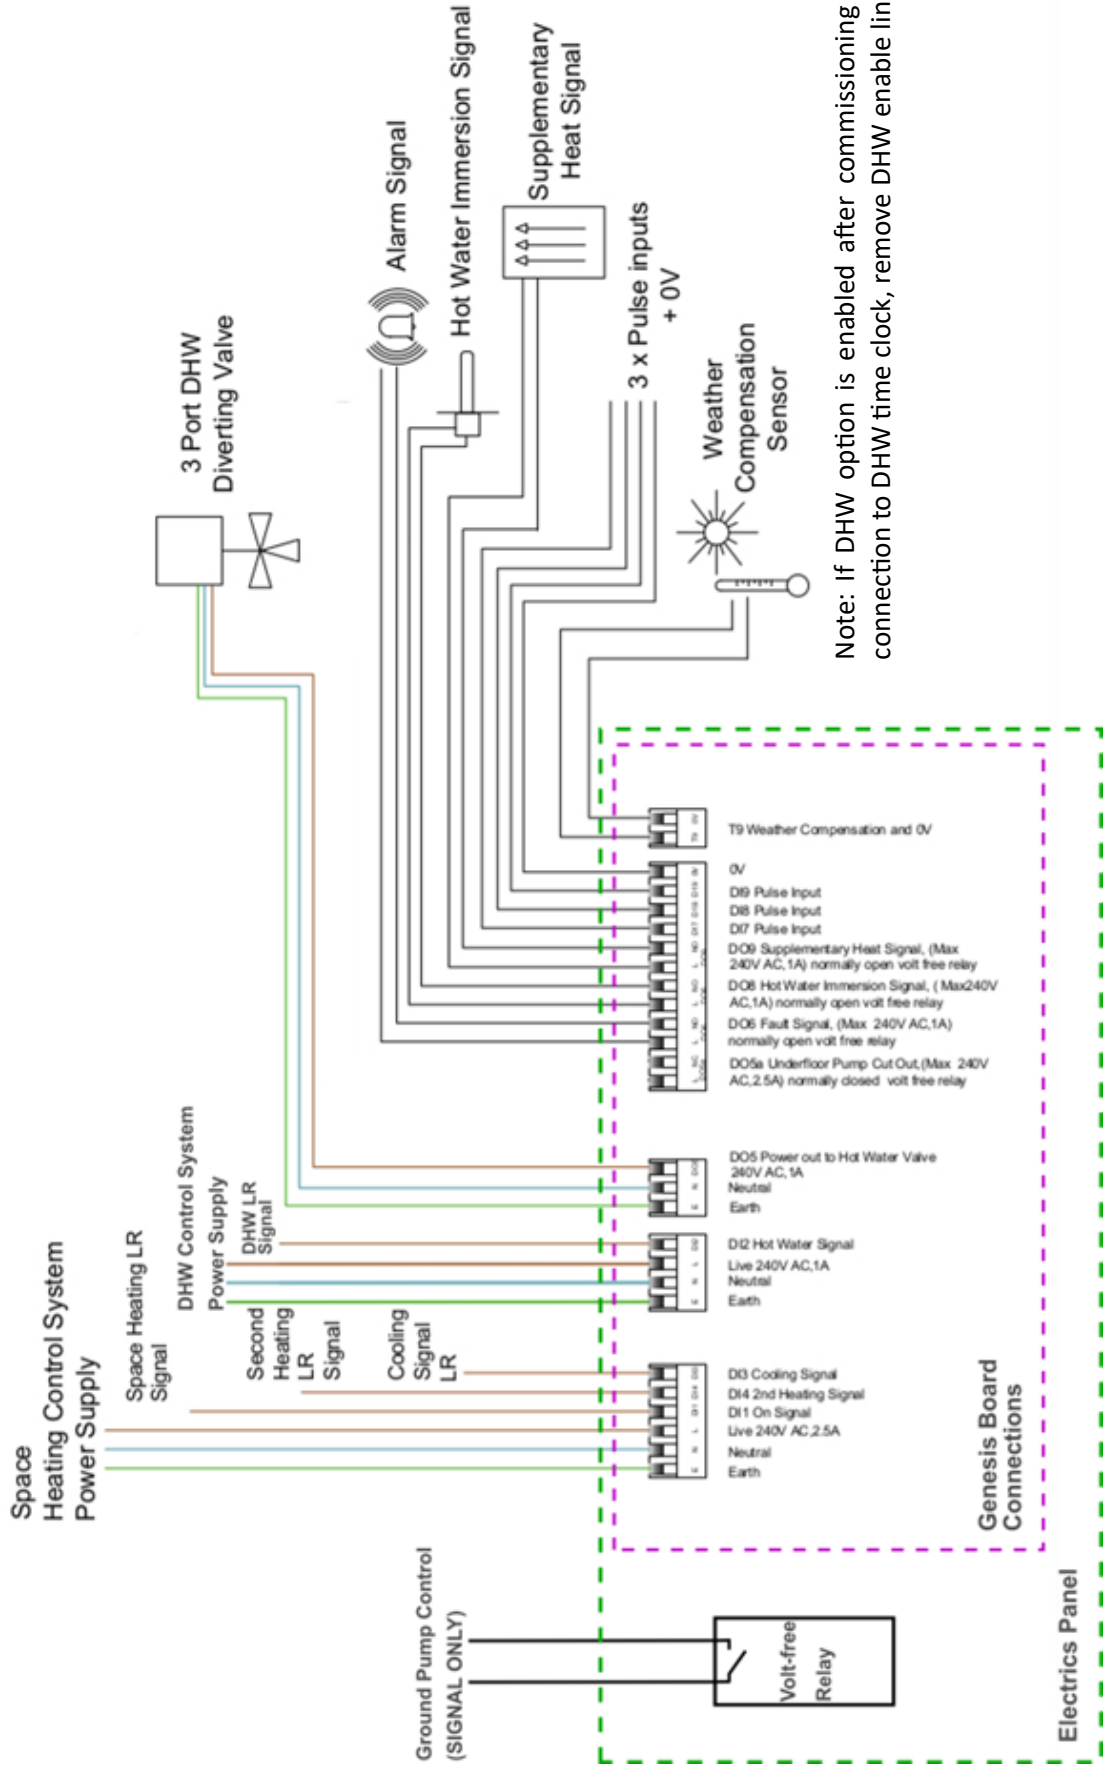 Space
Heating Control System
Power Supply
Space Heating LR
Signal
DHW Control System
Power Supply
DHW LR
Signal
Second
Heating
LR
Signal
Cooling
Signal
LR
Ground Pump Control
(SIGNAL ONLY)
3 Port DHW
Diverting Valve
Alarm Signal
Hot Water Immersion Signal
Supplementary
Heat Signal
3 x Pulse inputs
+ 0V
Weather
Compensation
Sensor
Note: If DHW option is enabled after commissioning
connection to DHW time clock, remove DHW enable lin
Volt-free
Relay
Electrics Panel
Genesis Board
Connections
Earth
Neutral
Live 240V AC,2.5A
DI1 On Signal
DI4 2nd Heating Signal
DI3 Cooling Signal
Earth
Neutral
Live 240V AC,1A
DI2 Hot Water Signal
Earth
Neutral
DO5 Power out to Hot Water Valve
240V AC,1A
DO5a Underfloor Pump Cut Out,(Max 240V
AC,2.5A) normally closed volt free relay
DO6 Fault Signal, (Max 240V AC,1A)
normally open volt free relay
DO8 Hot Water Immersion Signal, ( Max240V
AC,1A) normally open volt free relay
DO9 Supplementary Heat Signal, (Max
240V AC,1A) normally open volt free relay
DI7 Pulse Input
DI8 Pulse Input
DI9 Pulse Input
0V
T9 Weather Compensation and 0V